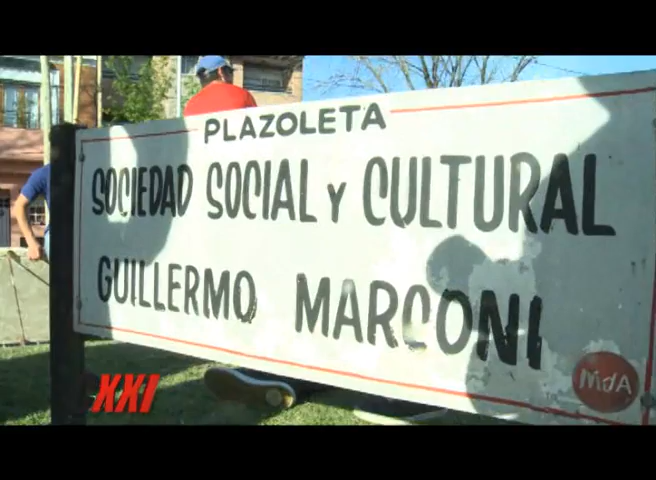 PLAZOLETA
SOCIEDAD SOCIAL Y CULTURAL
GUILLERMO MARCONI
MdA
XXI